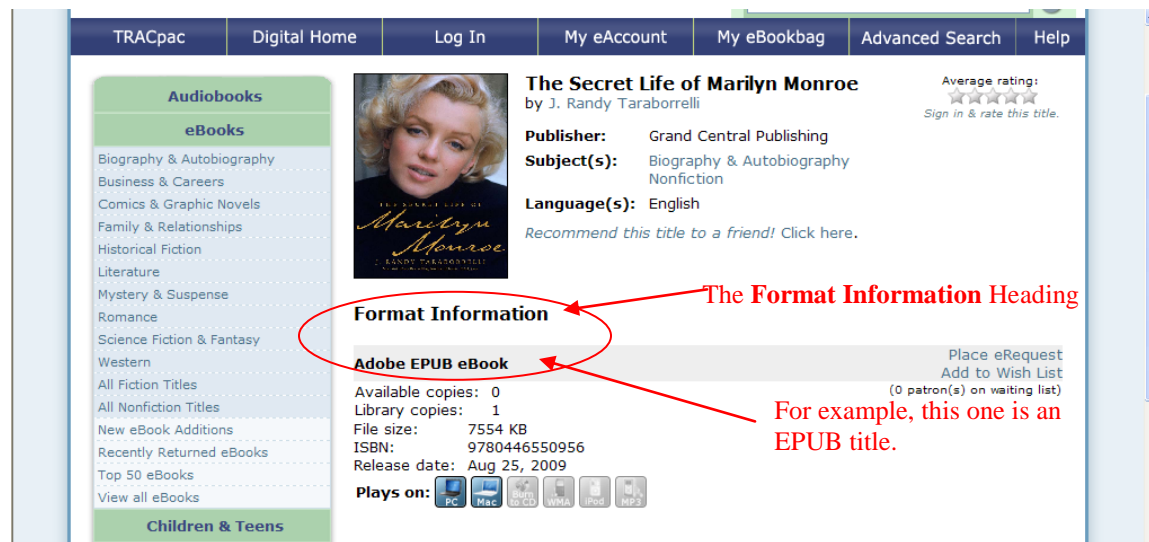 TRACpac Digital Home Log In My eAccount My eBookbag Advanced Search Help
Audiobooks
eBooks
Biography & Autobiography
Business & Careers
Comics & Graphic Novels
Family & Relationships
Historical Fiction
Literature
Mystery & Suspense
Romance
Science Fiction & Fantasy
Western
All Fiction Titles
All Nonfiction Titles
New eBook Additions
Recently Returned eBooks
Top 50 eBooks
View all eBooks
Children & Teens
THE SECRET LIFE OF
Marilyn
Monroe
J. RANDY TARABORRELLI
The Secret Life of Marilyn Monroe
by J. Randy Taraborrelli
Publisher: Grand Central Publishing
Subject(s): Biography & Autobiography
Nonfiction
Language(s): English
Recommend this title to a friend! Click here.
Average rating:
Sign in & rate this title.
The Format Information Heading
Format Information
Adobe EPUB eBook
Place eRequest
Add to Wish List
(0 patron(s) on waiting list)
Available copies: 0
Library copies: 1
File size: 7554 KB
ISBN: 9780446550956
Release date: Aug 25, 2009
Plays on: PC Mac Burn to CD WMA iPod MP3
For example, this one is an
EPUB title.